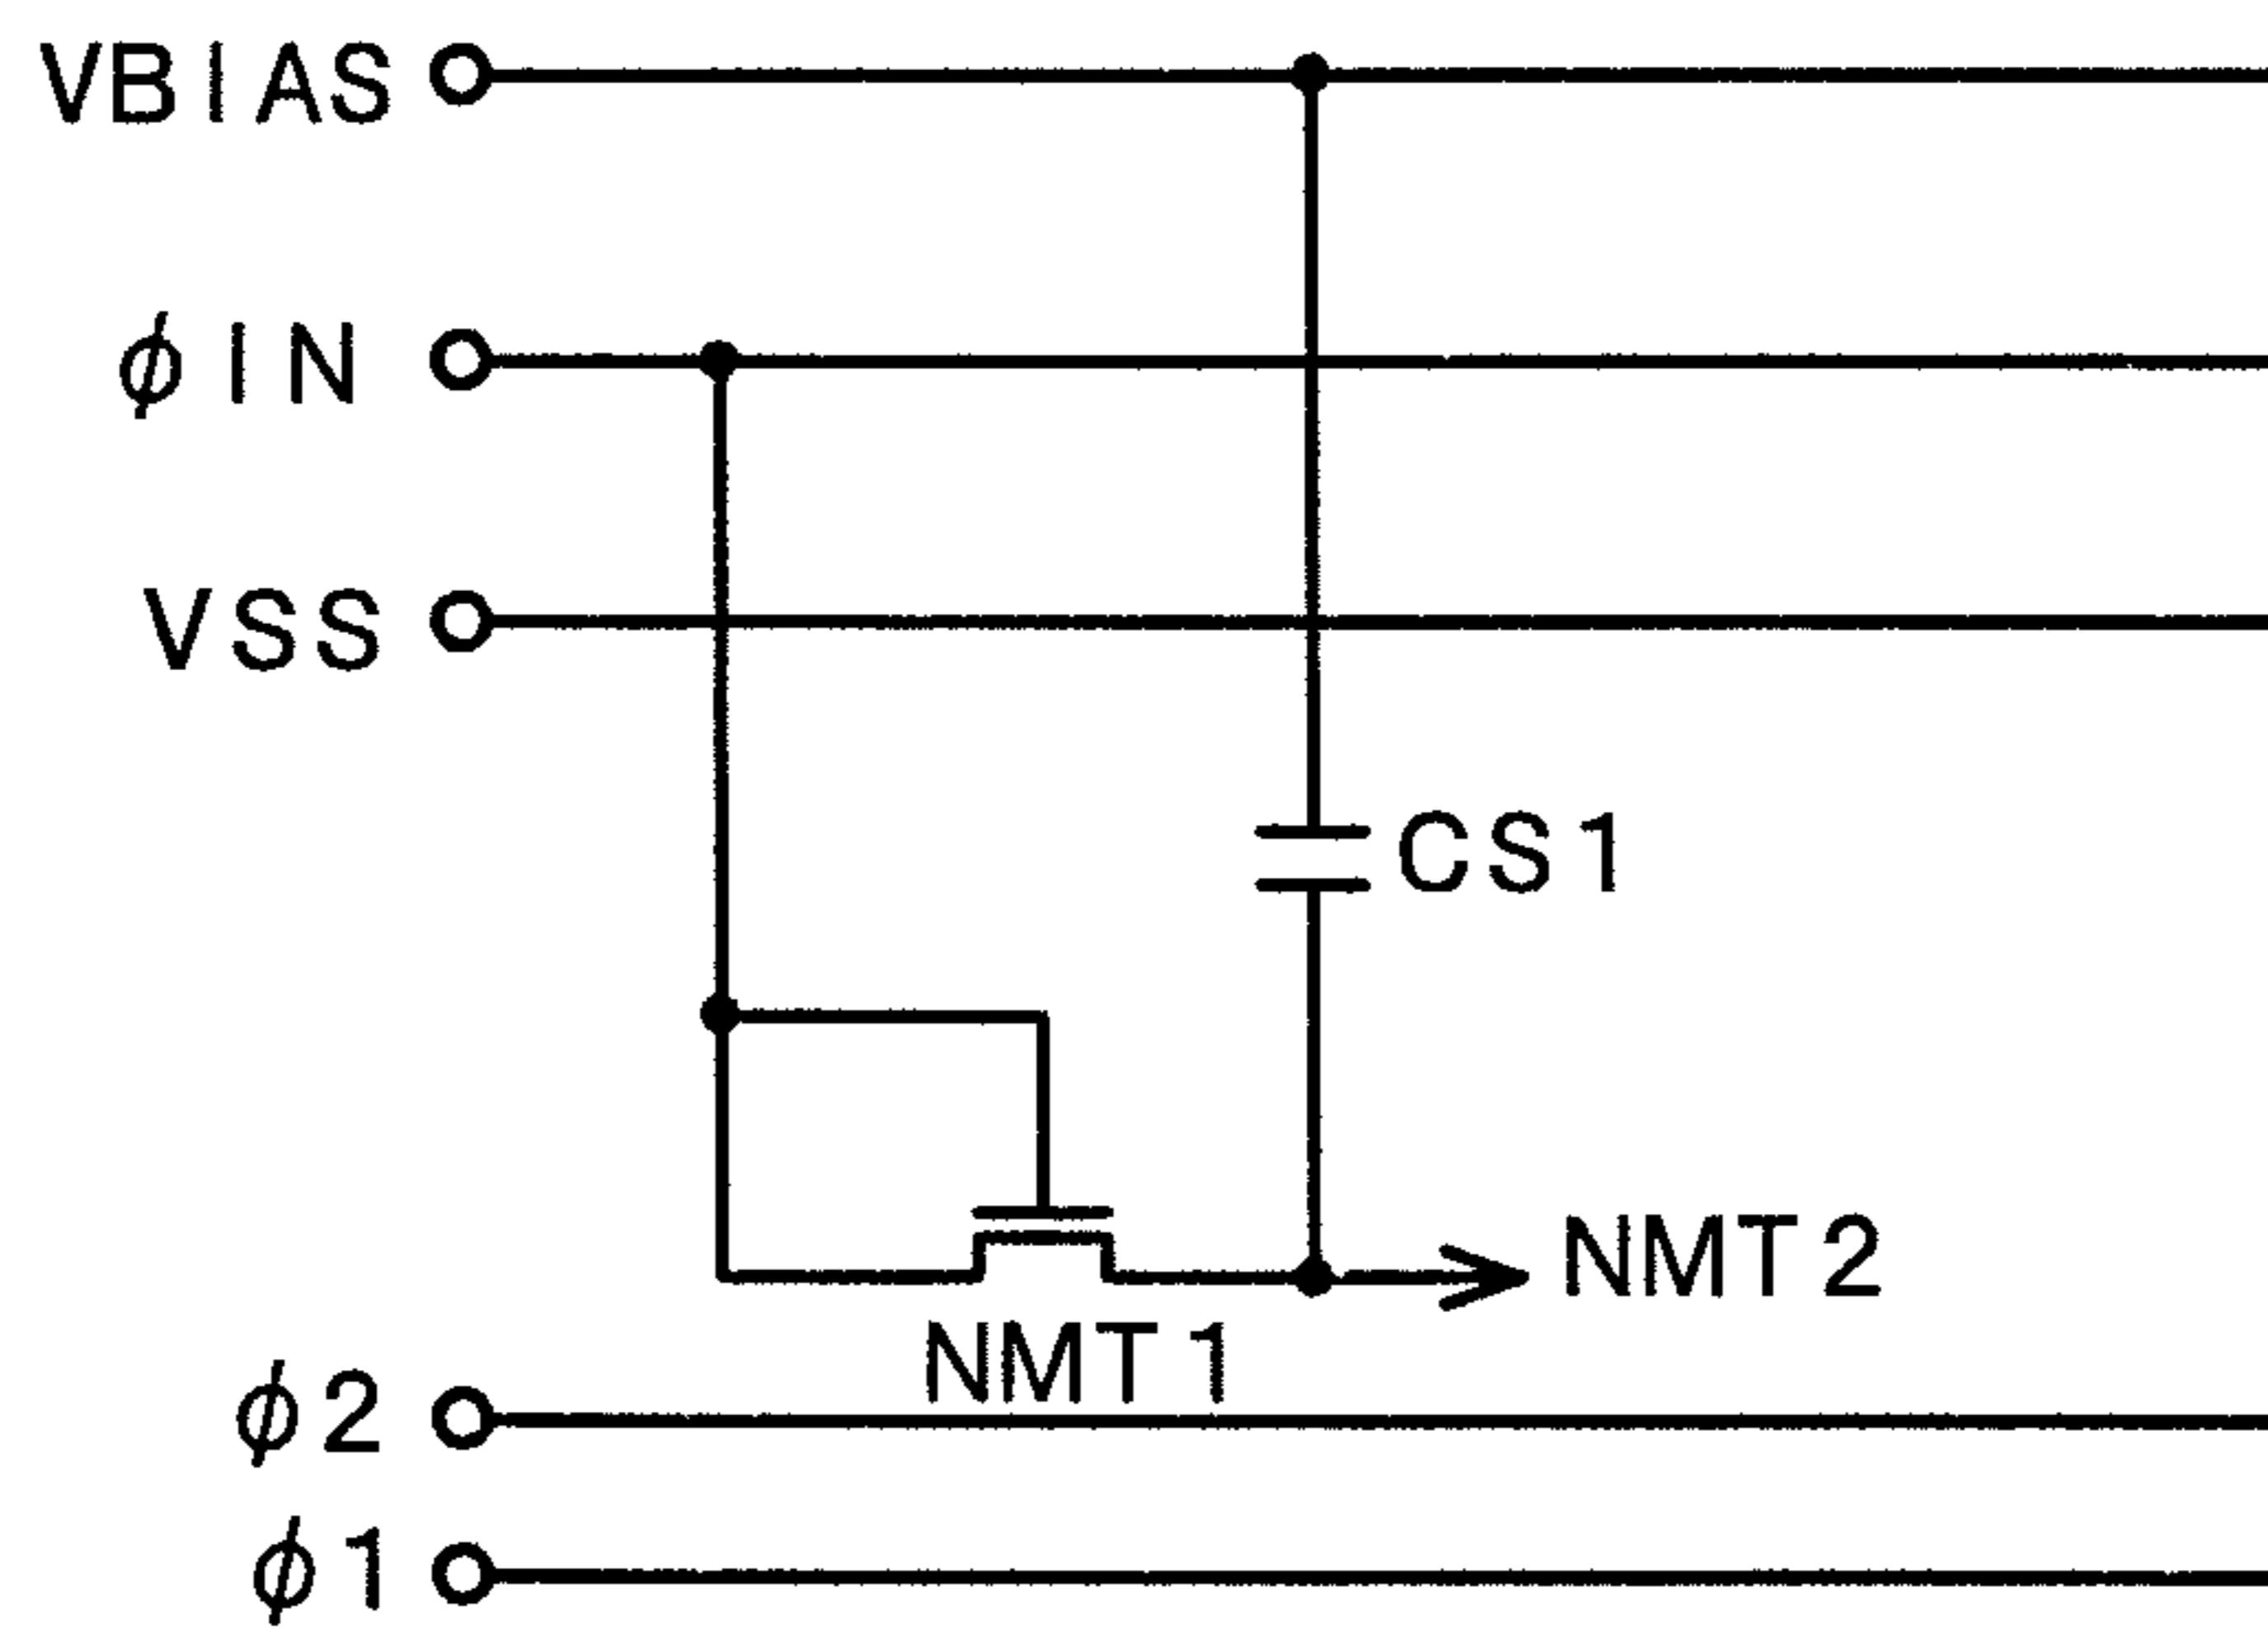 VBIAS
ϕIN
VSS
CS1
NMT2
NMT1
ϕ2
ϕ1